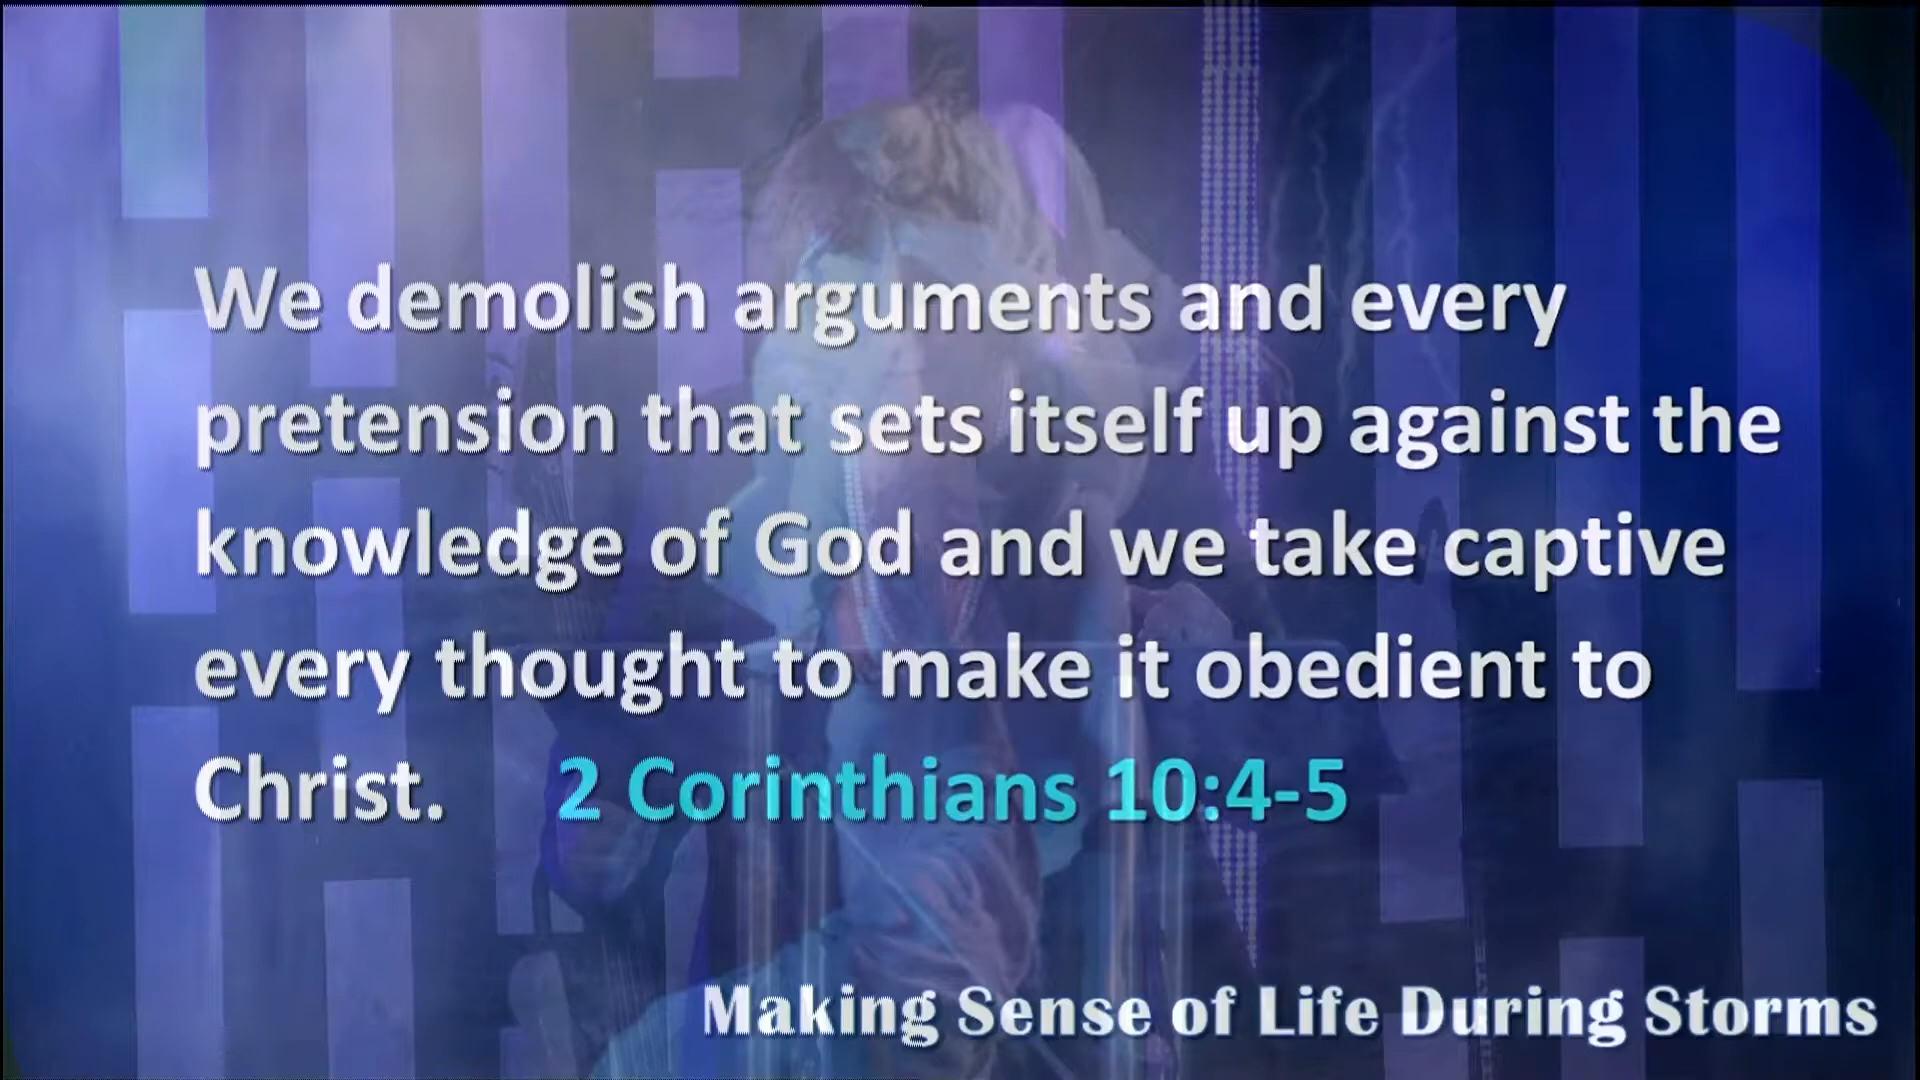 We demolish arguments and every
pretension that sets itself up against the
knowledge of God and we take captive
every thought to make it obedient to
Christ. 2 Corinthians 10:4-5
Making Sense of Life During Storms